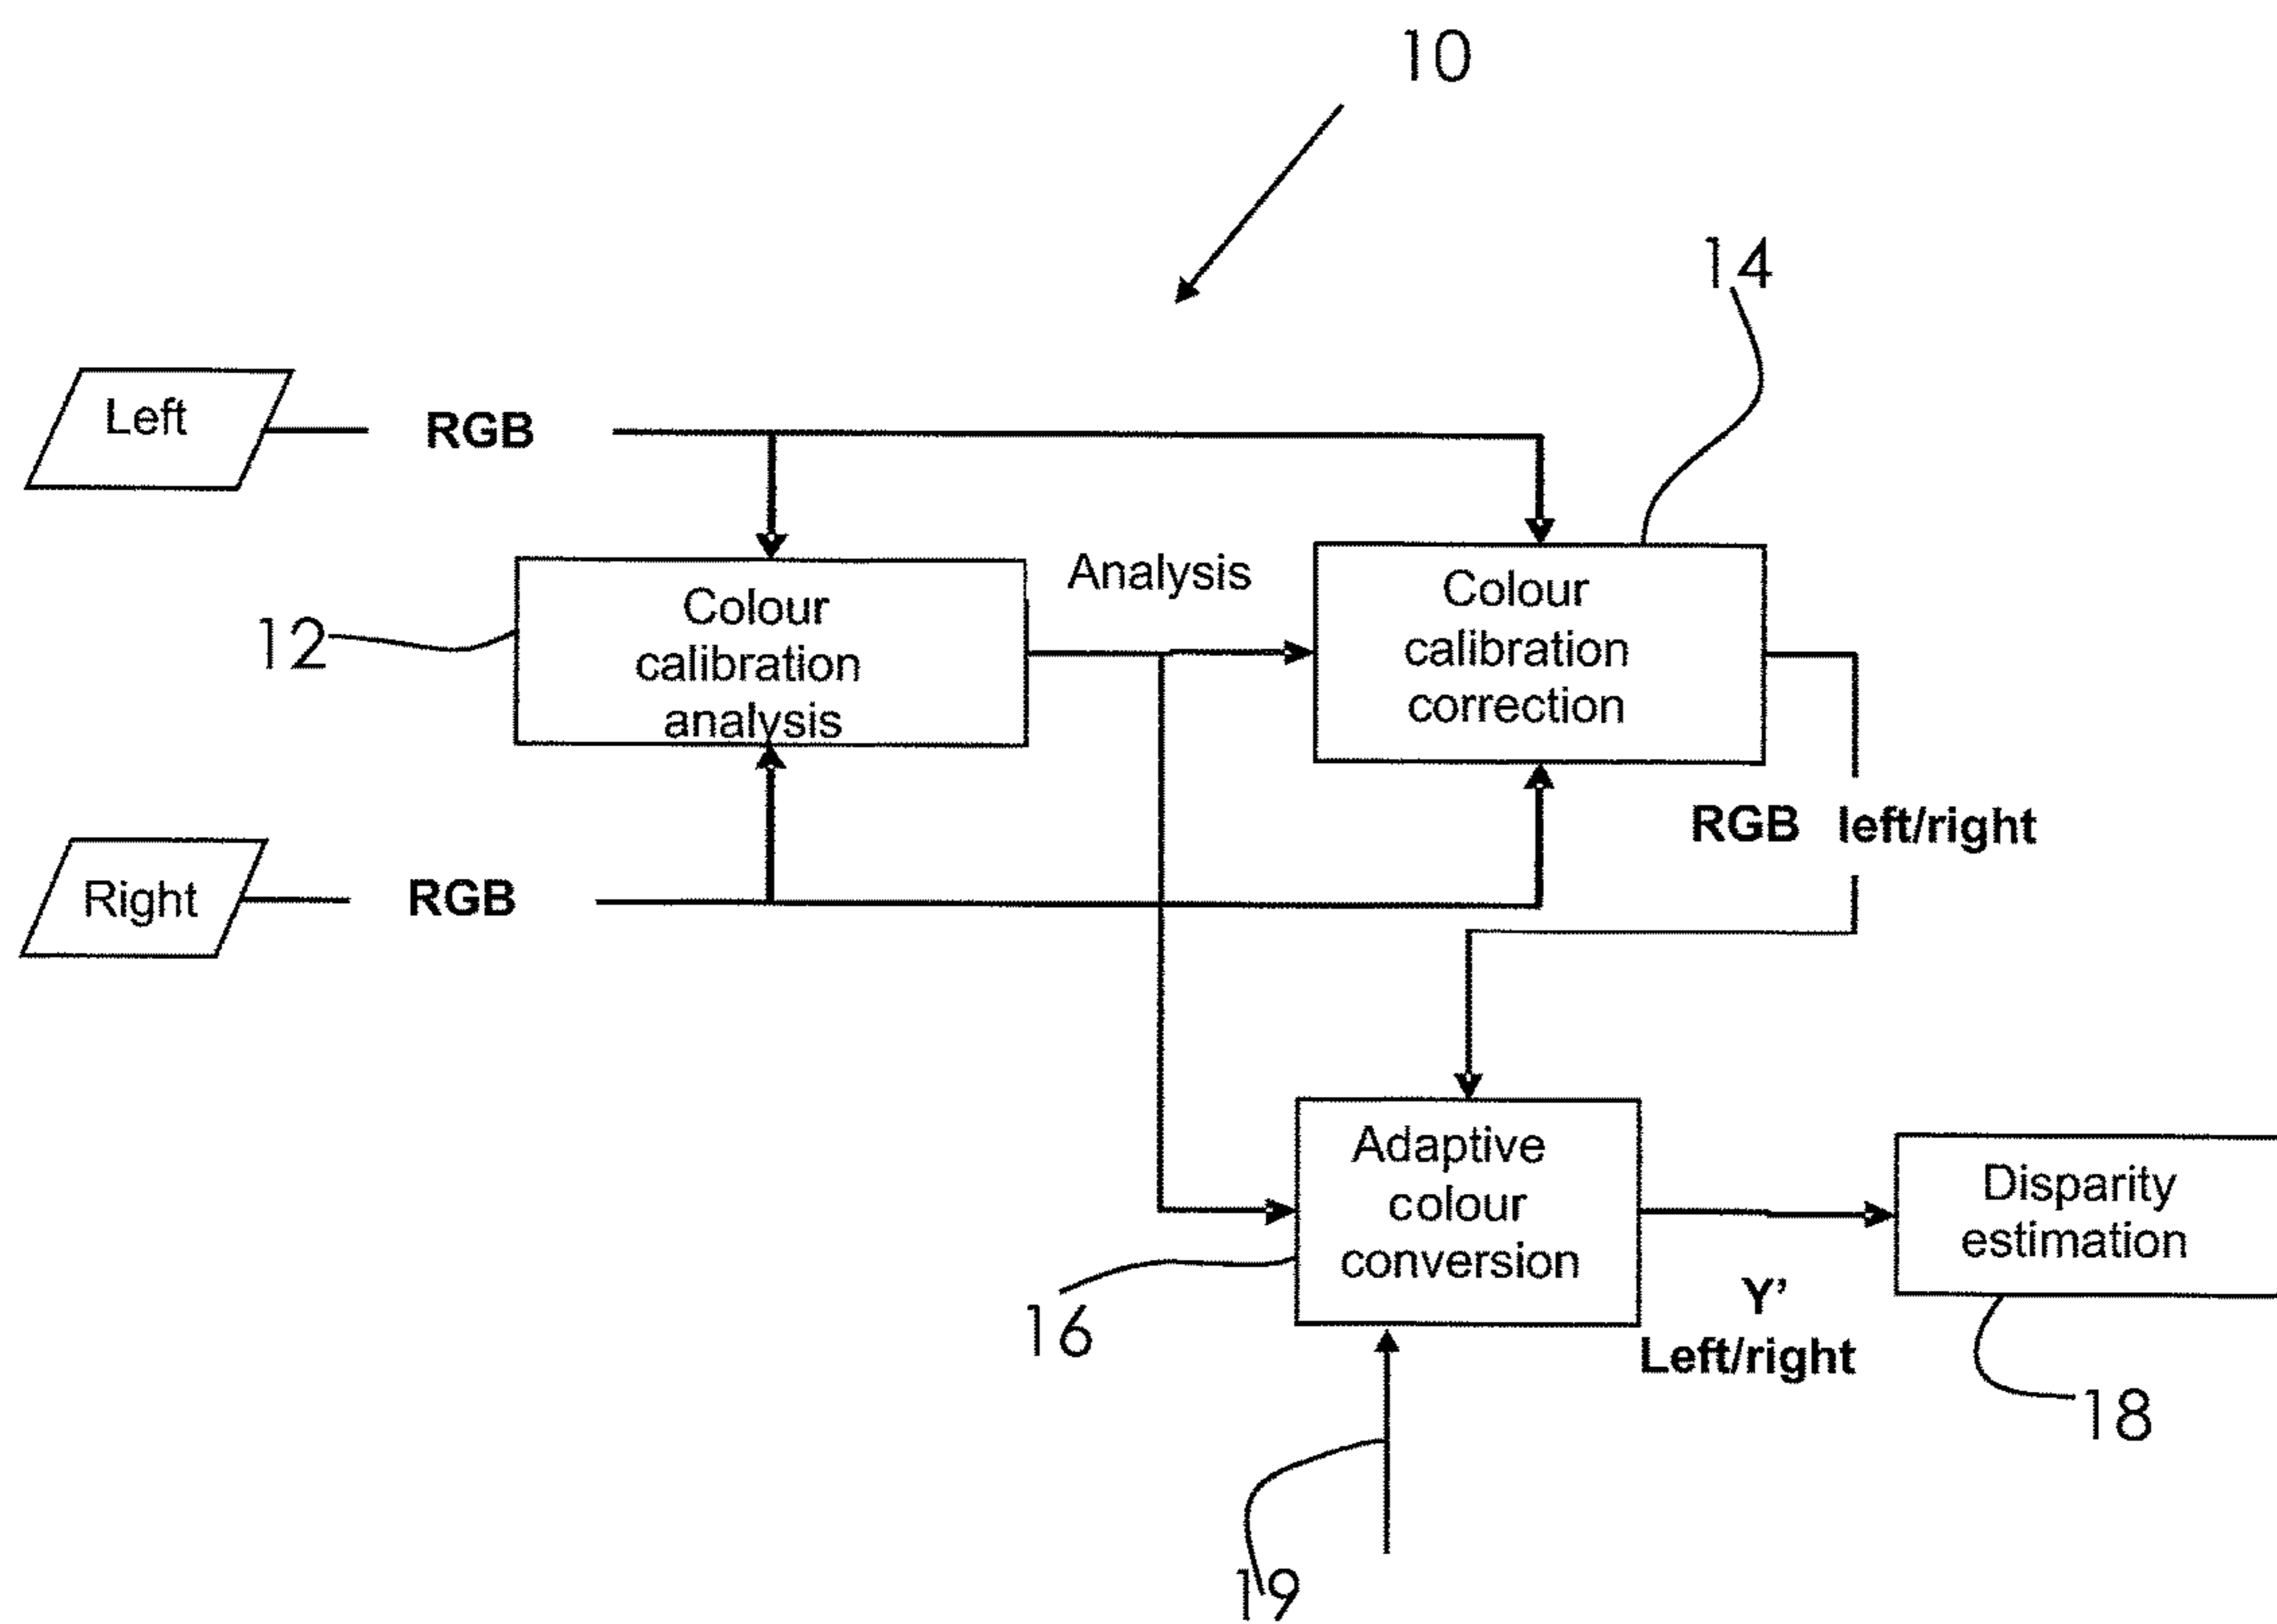 10
14
Left
RGB
12
Colour
calibration
analysis
Analysis
Colour
calibration
correction
Right
RGB
RGB left/right
Adaptive
colour
conversion
16
Y’
Left/right
Disparity
estimation
18
19